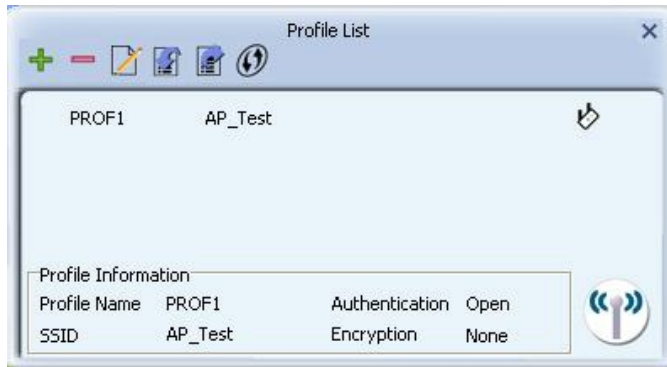 Profile List
PROF1 AP_Test
Profile Information
Profile Name PROF1 Authentication Open
SSID AP_Test Encryption None